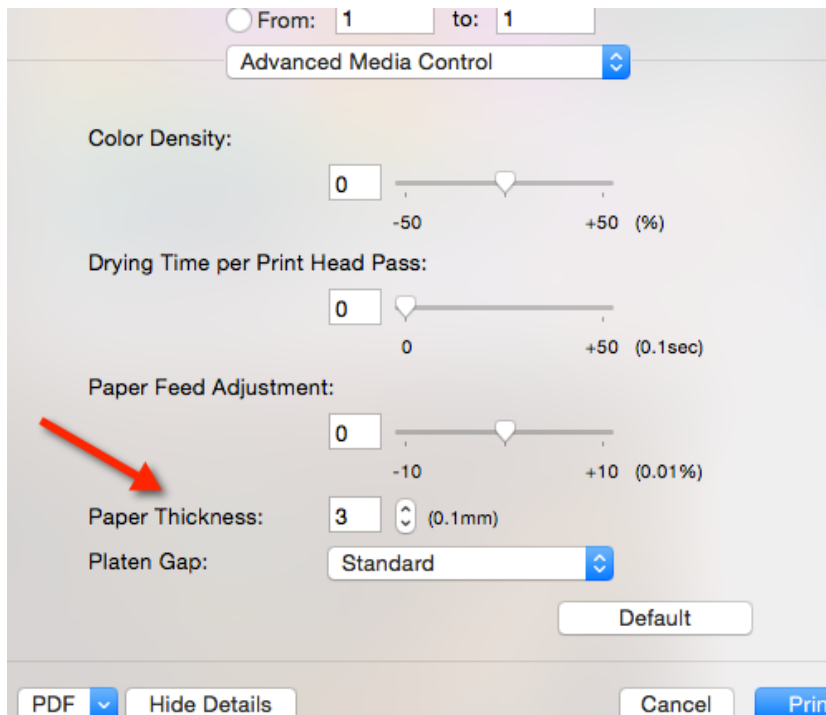 From: 1 to: 1
Advanced Media Control
Color Density:
0
-50 +50 (%)
Drying Time per Print Head Pass:
0
0 +50 (0.1sec)
Paper Feed Adjustment:
0
-10 +10 (0.01%)
Paper Thickness: 3 (0.1mm)
Platen Gap: Standard
Default
PDF Hide Details Cancel Prin